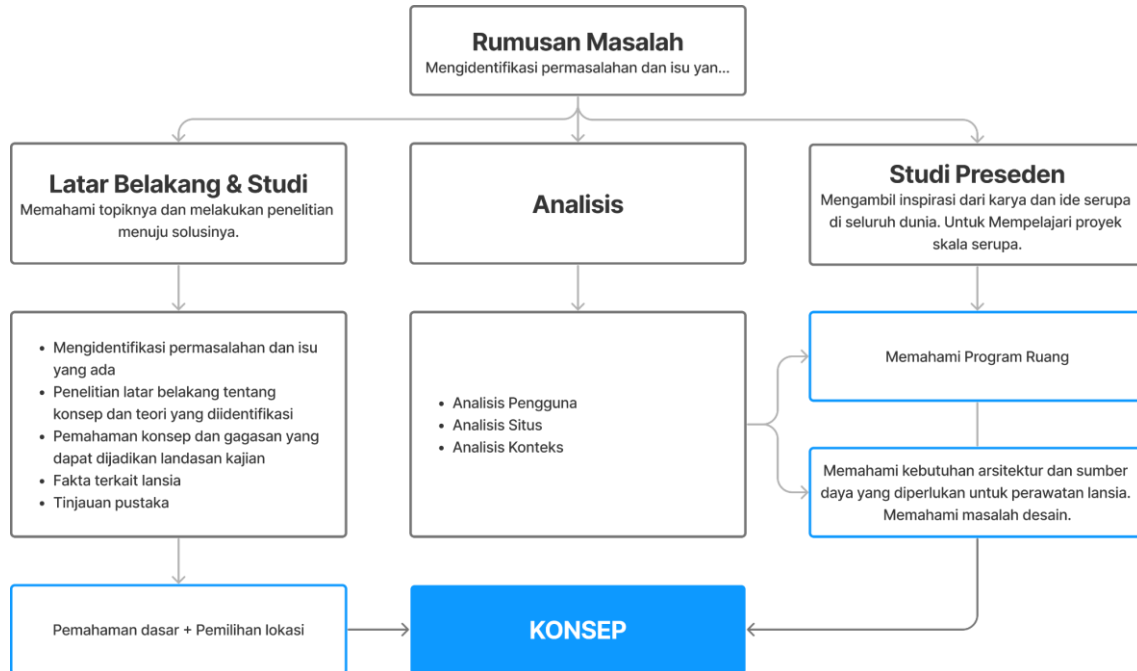 Rumusan Masalah
Mengidentifikasi permasalahan dan isu yan...
Latar Belakang & Studi
Memahami topiknya dan melakukan penelitian
menuju solusinya.
Analisis
Studi Preseden
Mengambil inspirasi dari karya dan ide serupa
di seluruh dunia. Untuk Mempelajari proyek
skala serupa.
• Mengidentifikasi permasalahan dan isu
yang ada
• Penelitian latar belakang tentang
konsep dan teori yang diidentifikasi
• Pemahaman konsep dan gagasan yang
dapat dijadikan landasan kajian
• Fakta terkait lansia
• Tinjauan pustaka
• Analisis Pengguna
• Analisis Situs
• Analisis Konteks
Memahami Program Ruang
Memahami kebutuhan arsitektur dan sumber
daya yang diperlukan untuk perawatan lansia.
Memahami masalah desain.
Pemahaman dasar + Pemilihan lokasi
KONSEP